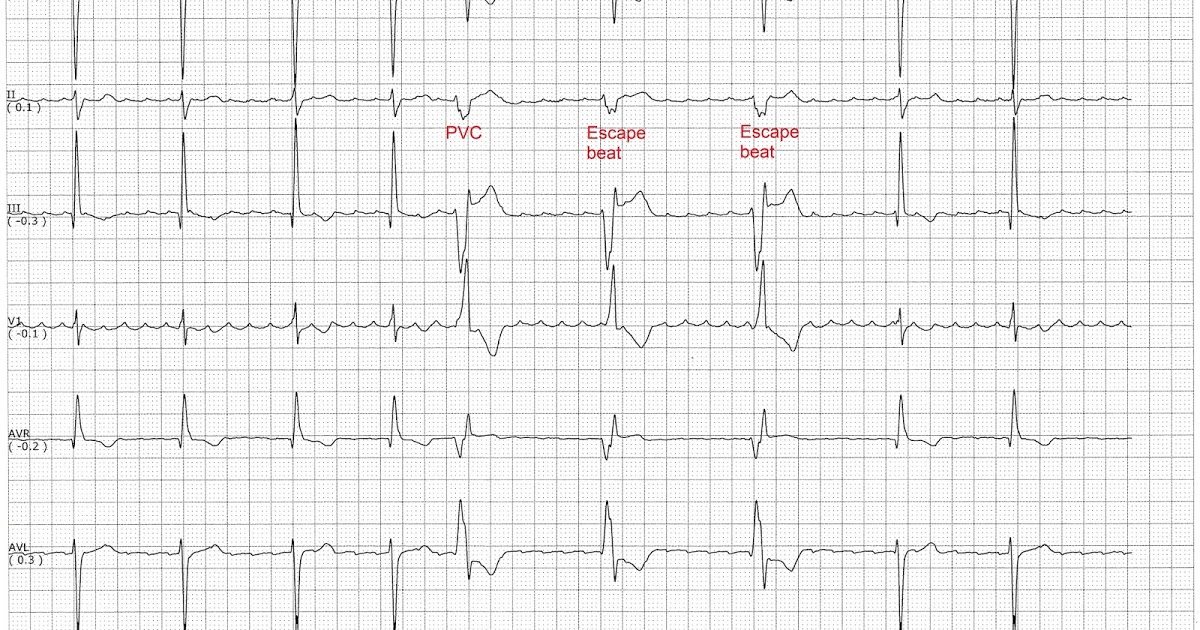 II
( 0.1 )
PVC
Escape
beat
Escape
beat
III
( -0.3 )
V1
( -0.1 )
AVR
( -0.2 )
AVL
( 0.3 )